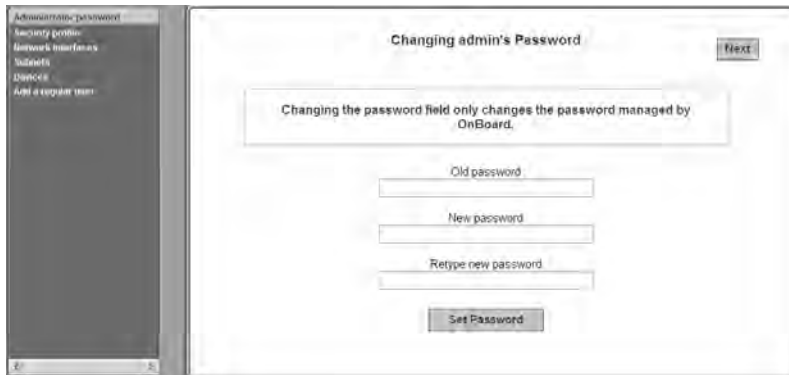 Administrator password
Security profile
Network Interfaces
Subnets
Devices
Add a regular user
Changing admin's Password
Next
Changing the password field only changes the password managed by
OnBoard.
Old password
New password
Retype new password
Set Password